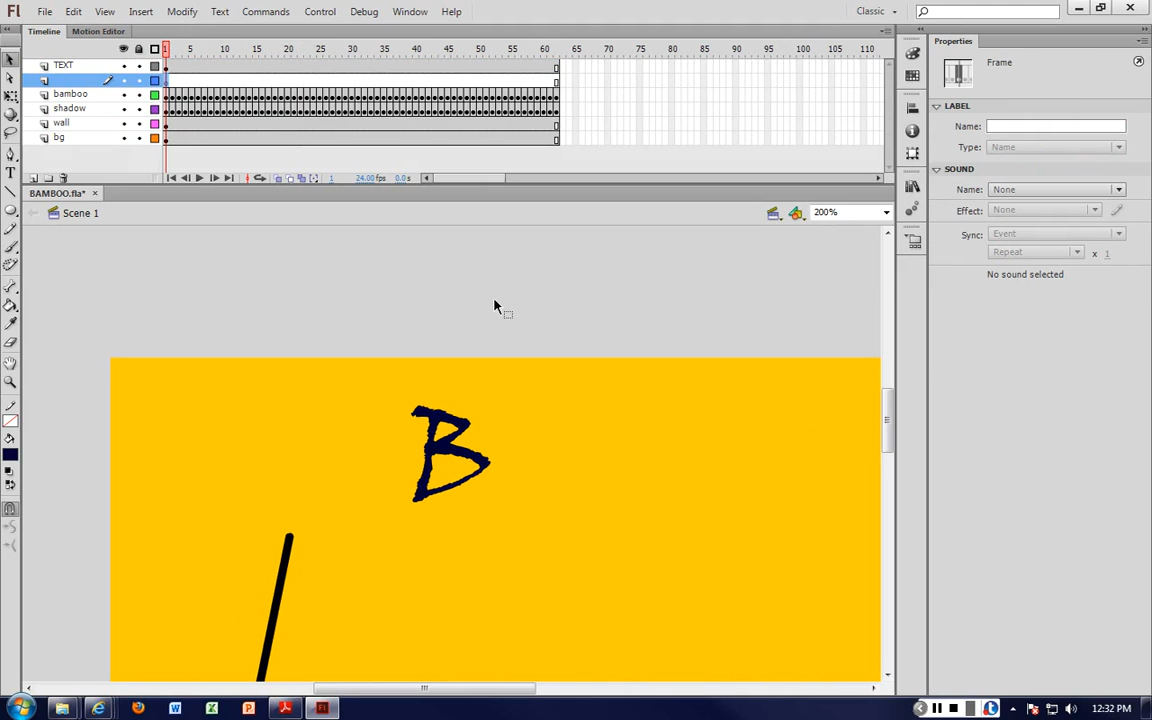 Fl File Edit View Insert Modify Text Commands Control Debug Window Help Classic
Timeline Motion Editor Properties
1 5 10 15 20 25 30 35 40 45 50 55 60 65 70 75 80 85 90 95 100 105 110
Frame
TEXT
bamboo
shadow
wall
bg
LABEL
Name:
Type: Name
SOUND
Name: None
Effect: None
Sync: Event
Repeat x 1
No sound selected
1 24.00 fps 0.0 s
BAMBOO.fla*
Scene 1 200%
B
12:32 PM